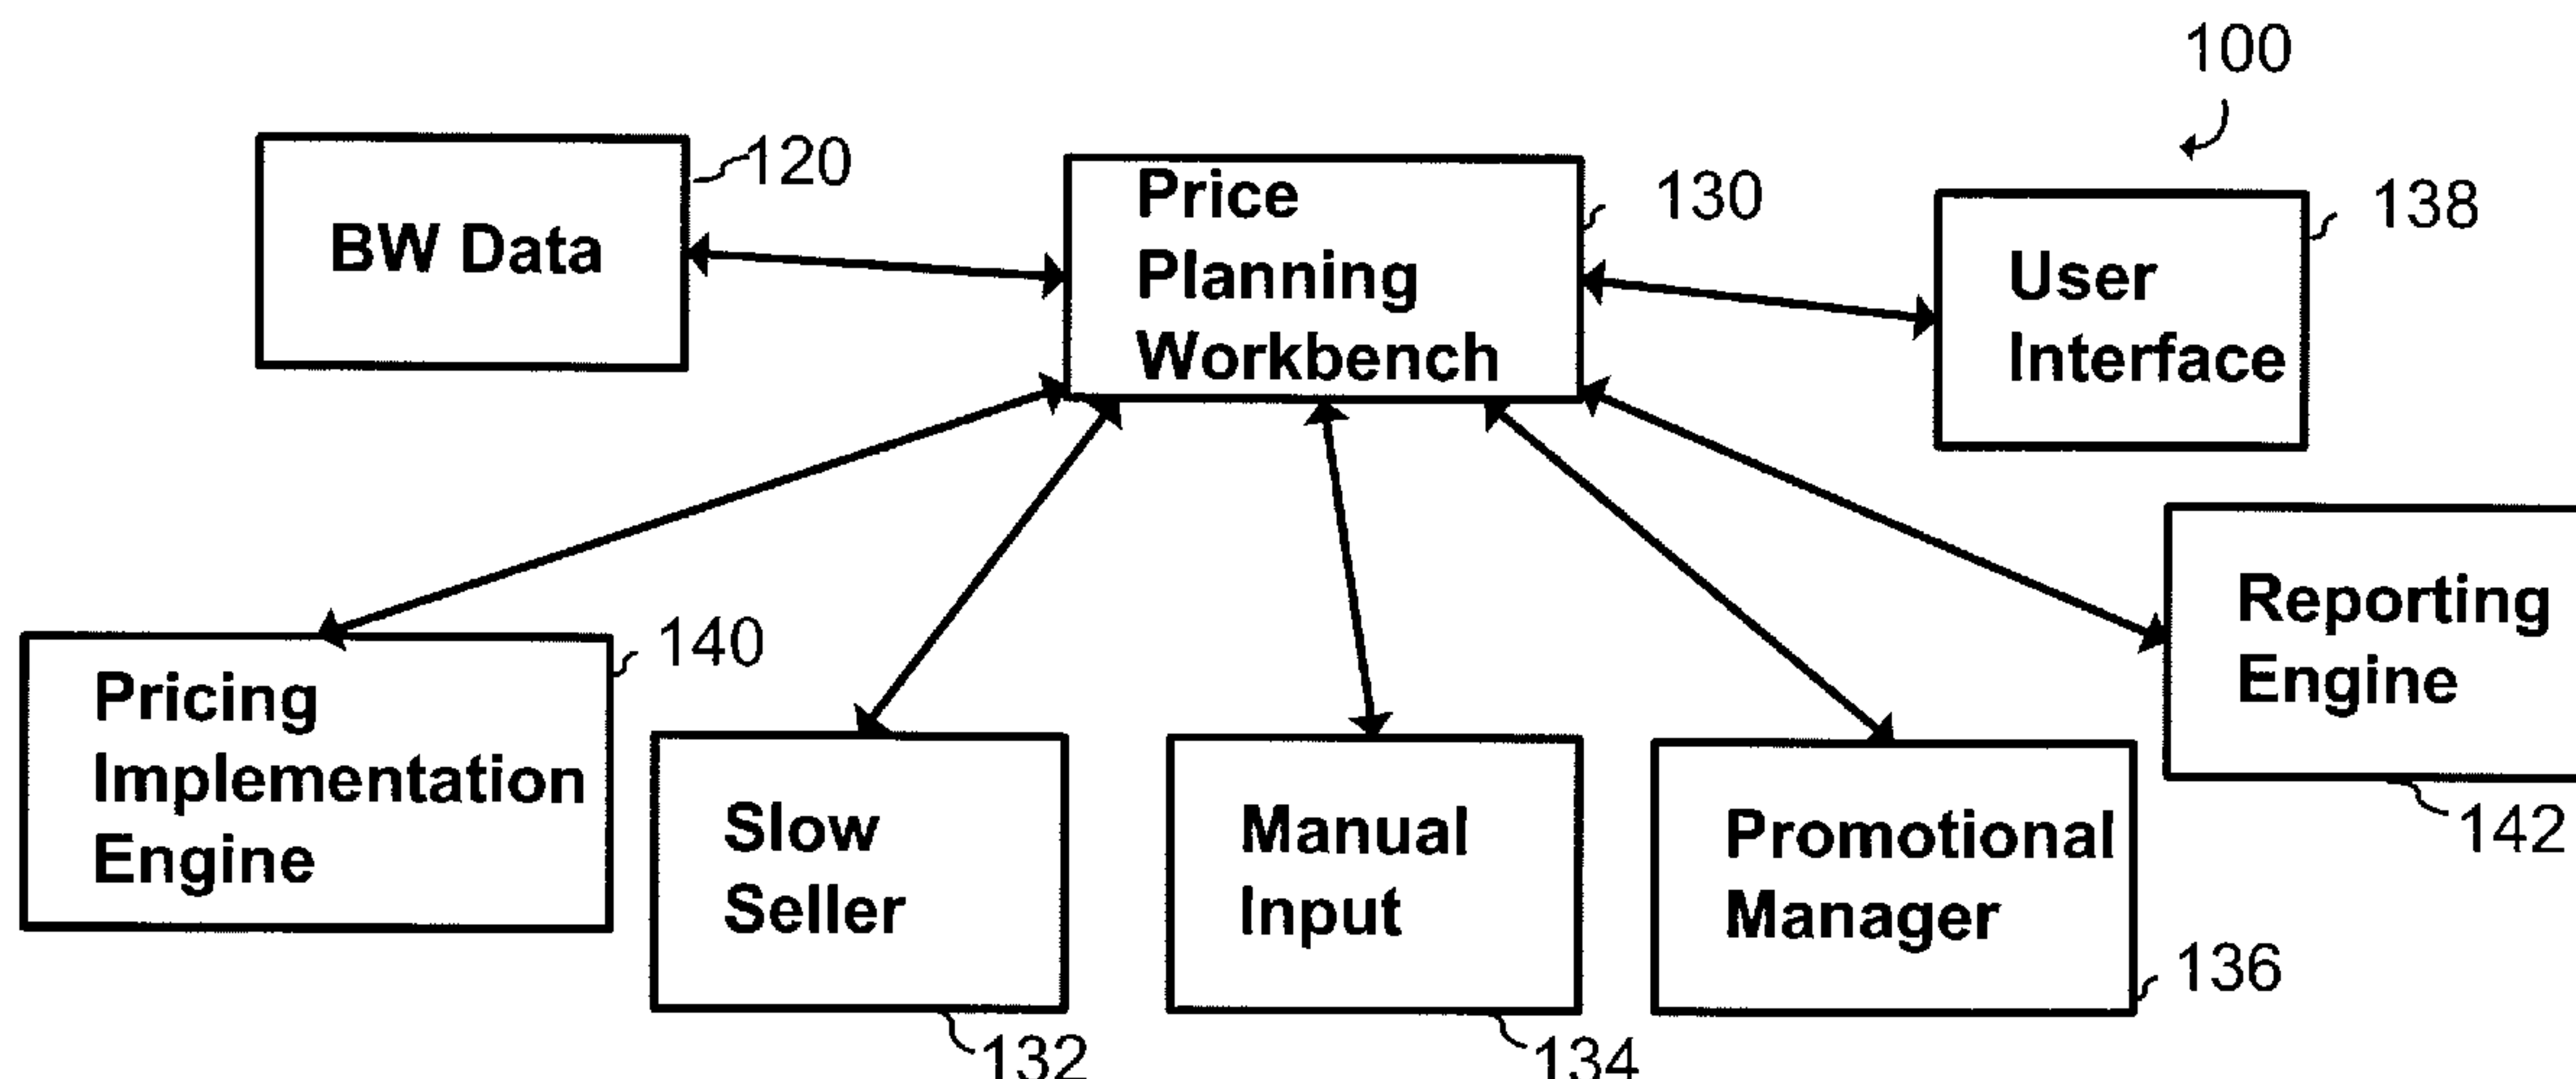 100
120
BW Data
130
Price
Planning
Workbench
138
User
Interface
140
Pricing
Implementation
Engine
Slow
Seller
132
Manual
Input
134
Promotional
Manager
136
Reporting
Engine
142